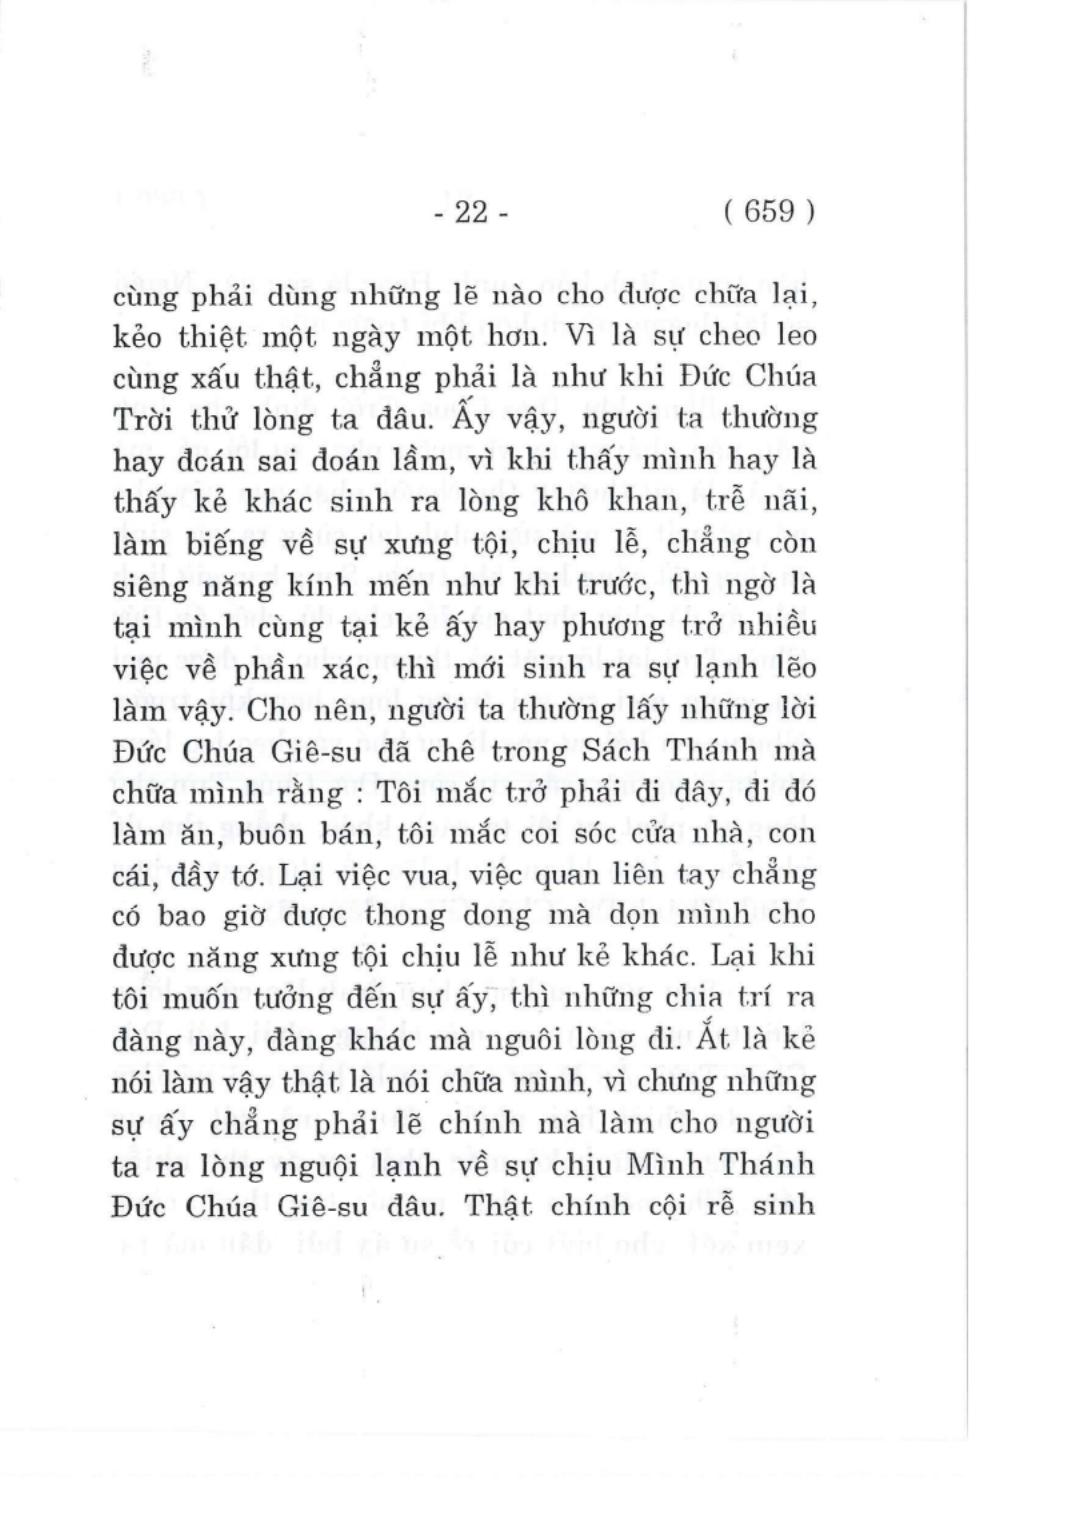 - 22 - ( 659 )
cùng phải dùng những lẽ nào cho được chữa lại,
kẻo thiệt một ngày một hơn. Vì là sự cheo leo
cùng xấu thật, chẳng phải là như khi Đức Chúa
Trời thử lòng ta đâu. Ấy vậy, người ta thường
hay đoán sai đoán lầm, vì khi thấy mình hay là
thấy kẻ khác sinh ra lòng khô khan, trễ nãi,
làm biếng về sự xưng tội, chịu lễ, chẳng còn
siêng năng kính mến như khi trước, thì ngờ là
tại mình cùng tại kẻ ấy hay phương trở nhiều
việc về phần xác, thì mới sinh ra sự lạnh lẽo
làm vậy. Cho nên, người ta thường lấy những lời
Đức Chúa Giê-su đã chê trong Sách Thánh mà
chữa mình rằng : Tôi mắc trở phải đi đây, đi đó
làm ăn, buôn bán, tôi mắc coi sóc cửa nhà, con
cái, đầy tớ. Lại việc vua, việc quan liên tay chẳng
có bao giờ được thong dong mà dọn mình cho
được năng xưng tội chịu lễ như kẻ khác. Lại khi
tôi muốn tưởng đến sự ấy, thì những chia trí ra
đàng này, đàng khác mà nguôi lòng đi. Ắt là kẻ
nói làm vậy thật là nói chữa mình, vì chưng những
sự ấy chẳng phải lẽ chính mà làm cho người
ta ra lòng nguội lạnh về sự chịu Mình Thánh
Đức Chúa Giê-su đâu. Thật chính cội rễ sinh